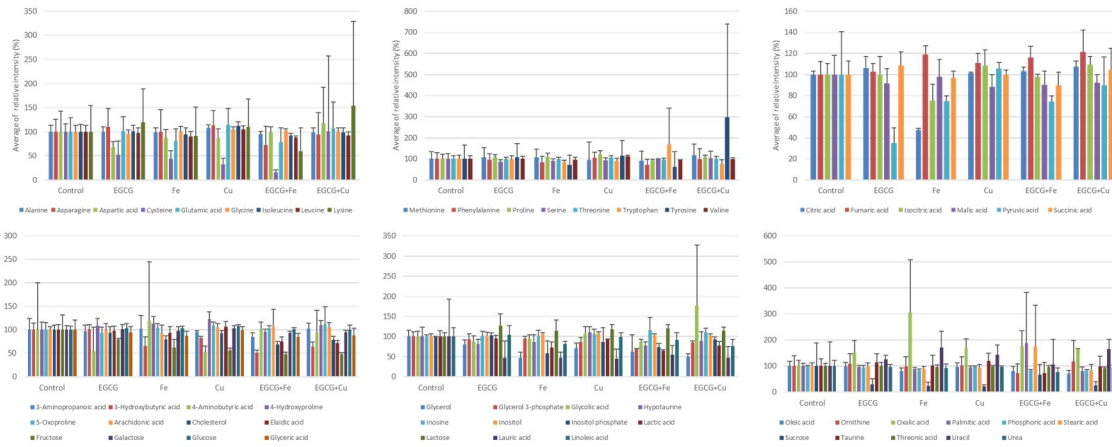 Average of relative intensity (%)
350
300
250
200
150
100
50
0
Control EGCG Fe Cu EGCG+Fe EGCG+Cu
Alanine Asparagine Aspartic acid Cysteine Glutamic acid Glycine Isoleucine Leucine Lysine
Average of relative intensity (%)
800
700
600
500
400
300
200
100
0
Control EGCG Fe Cu EGCG+Fe EGCG+Cu
Methionine Phenylalanine Proline Serine Threonine Tryptophan Tyrosine Valine
Average of relative intensity (%)
160
140
120
100
80
60
40
20
0
Control EGCG Fe Cu EGCG+Fe EGCG+Cu
Citric acid Fumaric acid Isocitric acid Malic acid Pyruvic acid Succinic acid
300
250
200
150
100
50
0
Control EGCG Fe Cu EGCG+Fe EGCG+Cu
3-Aminopropanoic acid 3-Hydroxybutyric acid 4-Aminobutyric acid 4-Hydroxyproline
5-Oxoproline Arachidonic acid Cholesterol Elaidic acid
Fructose Galactose Glucose Glyceric acid
350
300
250
200
150
100
50
0
Control EGCG Fe Cu EGCG+Fe EGCG+Cu
Glycerol Glycerol 3-phosphate Glycolic acid Hypotaurine
Inosine Inositol Inositol phosphate Lactic acid
Lactose Lauric acid Linoleic acid
600
500
400
300
200
100
0
Control EGCG Fe Cu EGCG+Fe EGCG+Cu
Oleic acid Ornithine Oxalic acid Palmitic acid Phosphoric acid Stearic acid
Sucrose Taurine Threonic acid Uracil Urea